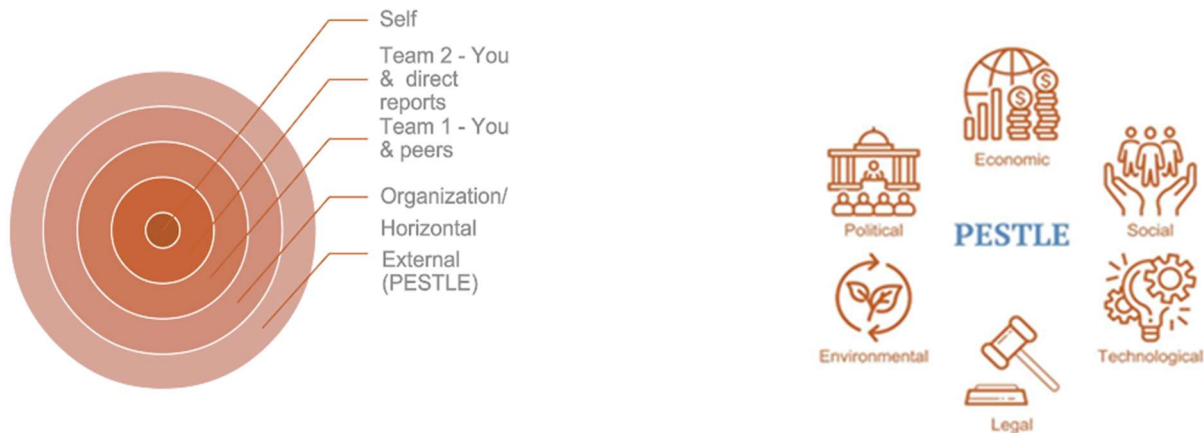 Self
Team 2 - You
& direct
reports
Team 1 - You
& peers
Organization/
Horizontal
External
(PESTLE)
Economic
Political
PESTLE
Social
Environmental
Technological
Legal